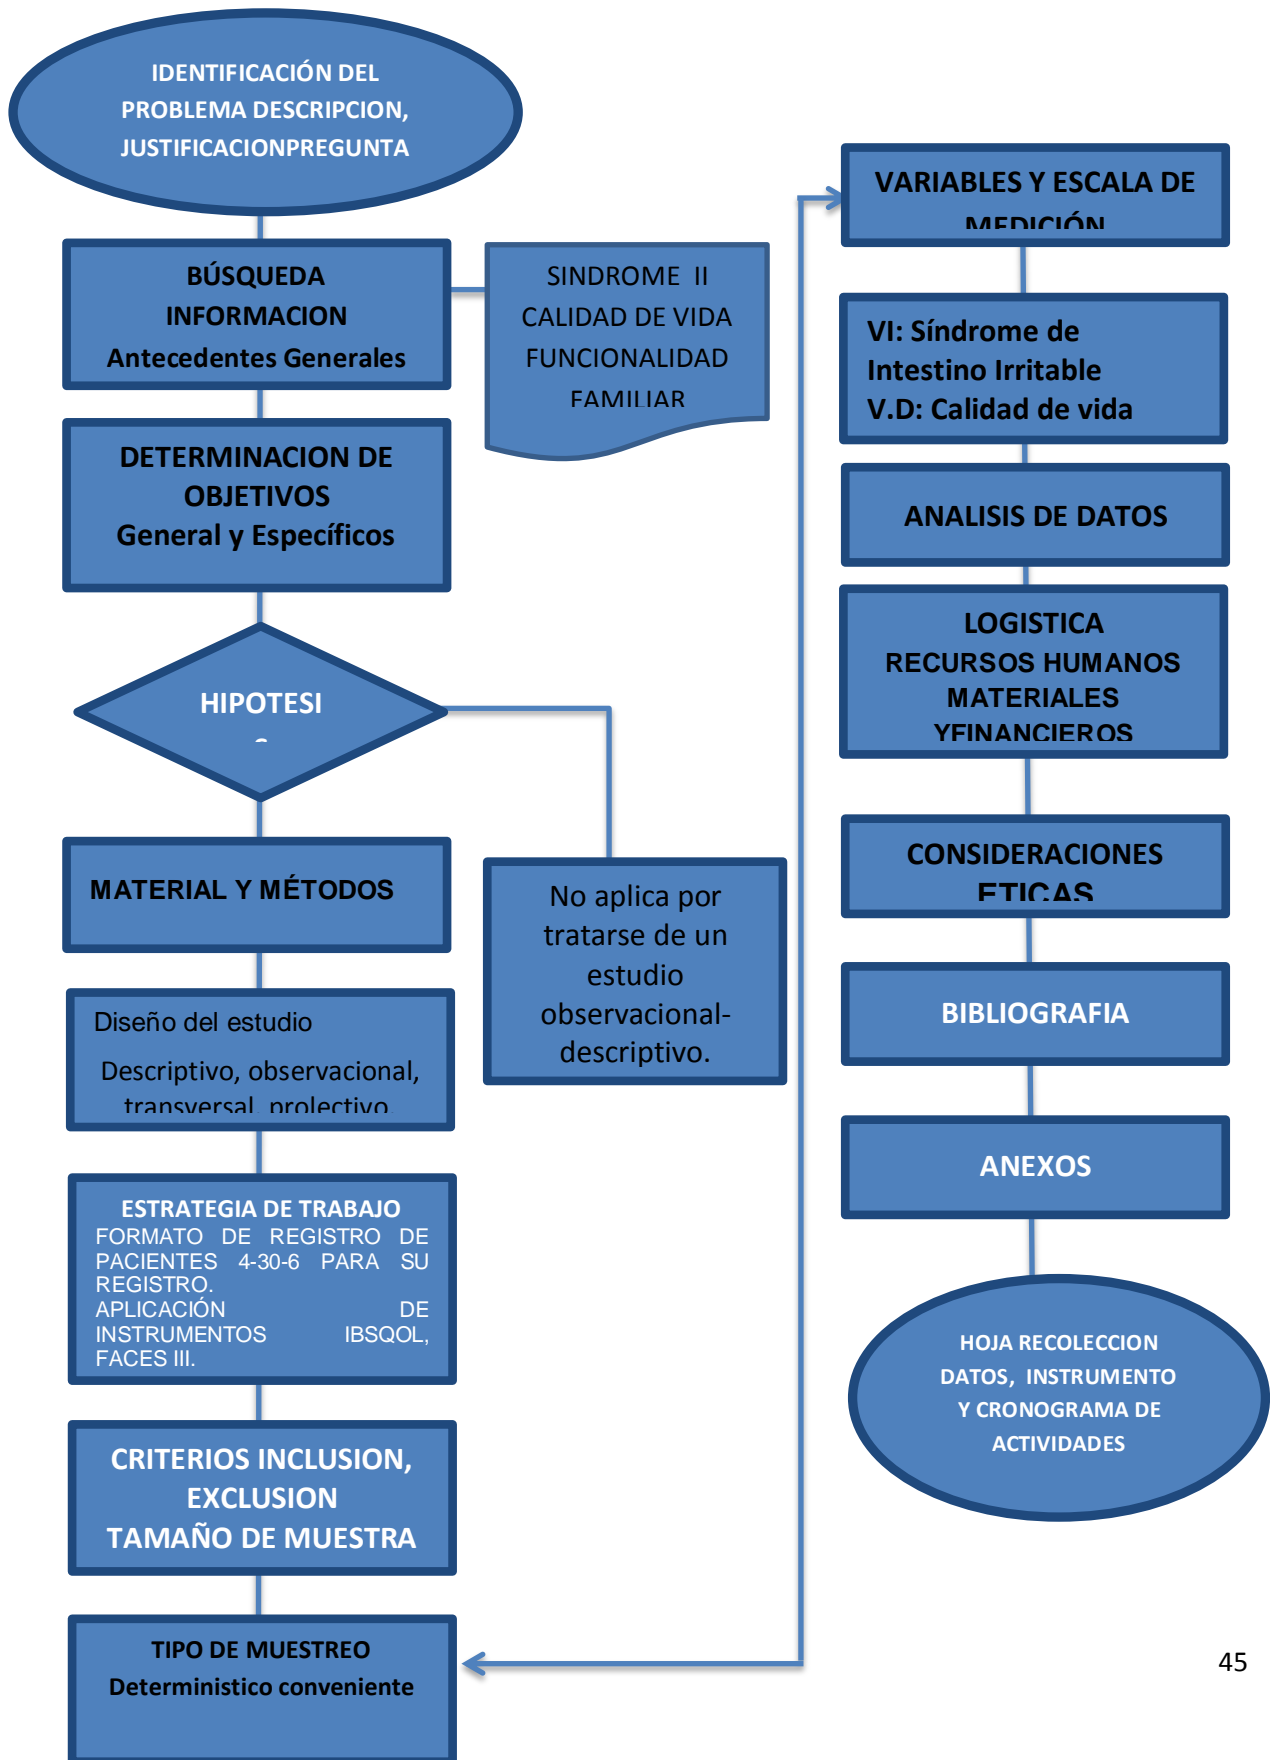 IDENTIFICACIÓN DEL
PROBLEMA DESCRIPCION,
JUSTIFICACIONPREGUNTA
BÚSQUEDA
INFORMACION
Antecedentes Generales
SINDROME II
CALIDAD DE VIDA
FUNCIONALIDAD
FAMILIAR
DETERMINACION DE
OBJETIVOS
General y Específicos
HIPOTESI
S
No aplica por
tratarse de un
estudio
observacional-
descriptivo.
MATERIAL Y MÉTODOS
Diseño del estudio
Descriptivo, observacional,
transversal, prolectivo.
ESTRATEGIA DE TRABAJO
FORMATO DE REGISTRO DE
PACIENTES 4-30-6 PARA SU
REGISTRO.
APLICACIÓN DE
INSTRUMENTOS IBSQOL,
FACES III.
CRITERIOS INCLUSION,
EXCLUSION
TAMAÑO DE MUESTRA
TIPO DE MUESTREO
Deterministico conveniente
VARIABLES Y ESCALA DE
MEDICIÓN
VI: Síndrome de
Intestino Irritable
V.D: Calidad de vida
ANALISIS DE DATOS
LOGISTICA
RECURSOS HUMANOS
MATERIALES
YFINANCIEROS
CONSIDERACIONES
ETICAS
BIBLIOGRAFIA
ANEXOS
HOJA RECOLECCION
DATOS, INSTRUMENTO
Y CRONOGRAMA DE
ACTIVIDADES
45